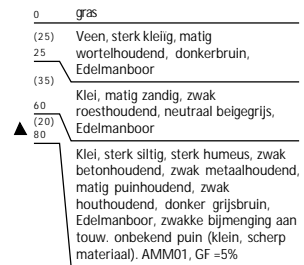 0 gras
(25) Veen, sterk kleiïg, matig
25 wortelhoudend, donkerbruin,
Edelmanboor
(35)
Klei, matig zandig, zwak
60 roesthoudend, neutraal beigegrijs,
(20) Edelmanboor
80
Klei, sterk siltig, sterk humeus, zwak
betonhoudend, zwak metaalhoudend,
matig puinhoudend, zwak
houthoudend, donker grijsbruin,
Edelmanboor, zwakke bijmenging aan
touw. onbekend puin (klein, scherp
materiaal). AMM01, GF =5%